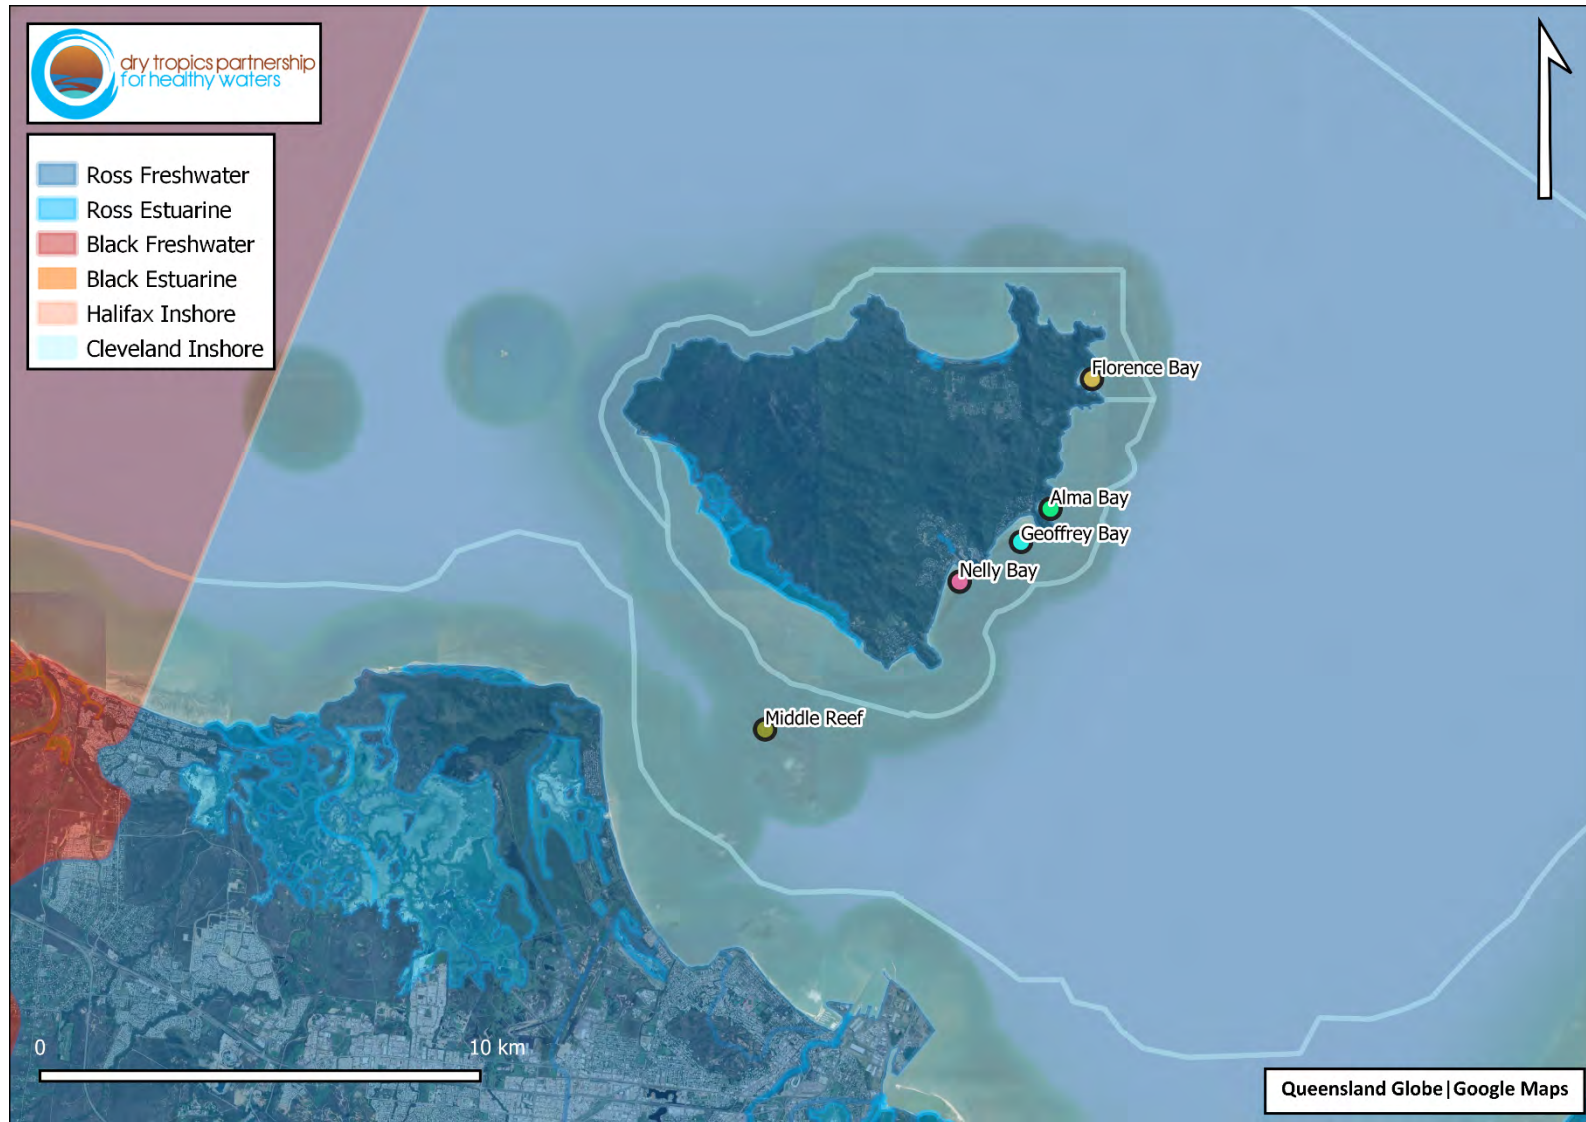 dry tropics partnership
for healthy waters
Ross Freshwater
Ross Estuarine
Black Freshwater
Black Estuarine
Halifax Inshore
Cleveland Inshore
Florence Bay
Alma Bay
Geoffrey Bay
Nelly Bay
Middle Reef
0 10 km
Queensland Globe|Google Maps